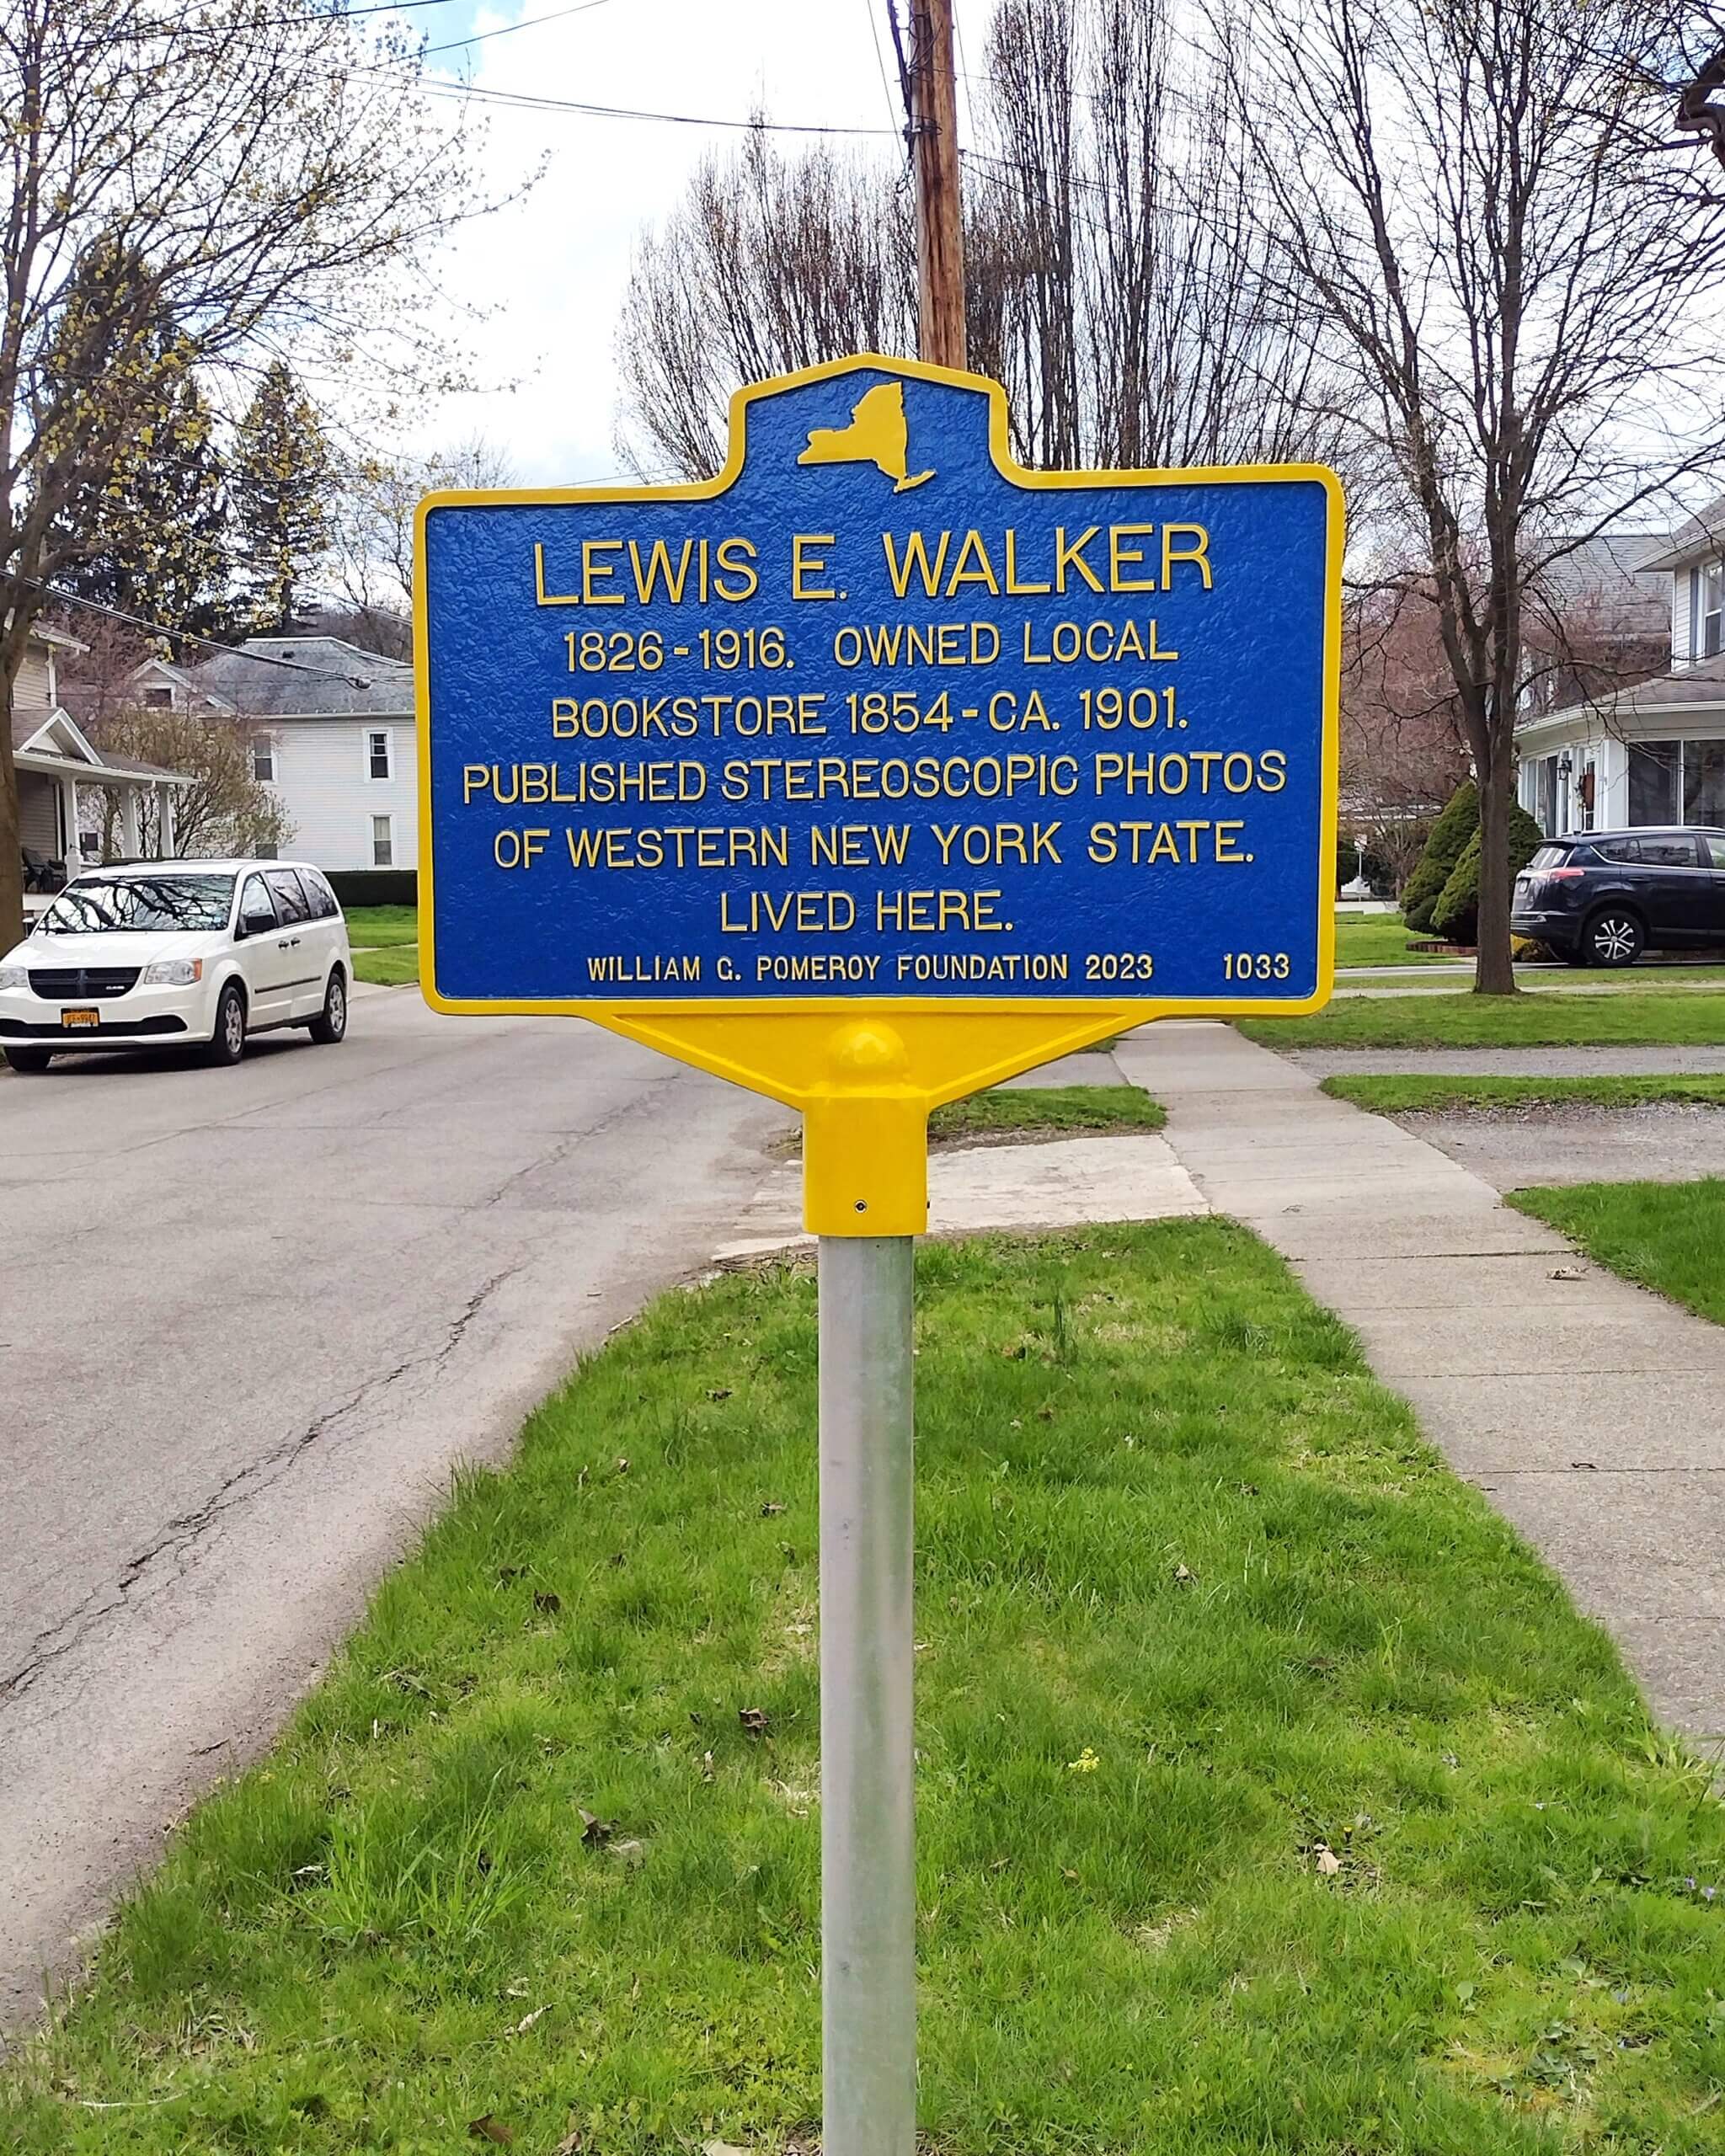 LEWIS E. WALKER
1826-1916. OWNED LOCAL
BOOKSTORE 1854-CA. 1901.
PUBLISHED STEREOSCOPIC PHOTOS
OF WESTERN NEW YORK STATE.
LIVED HERE.
WILLIAM G. POMEROY FOUNDATION 2023 1033